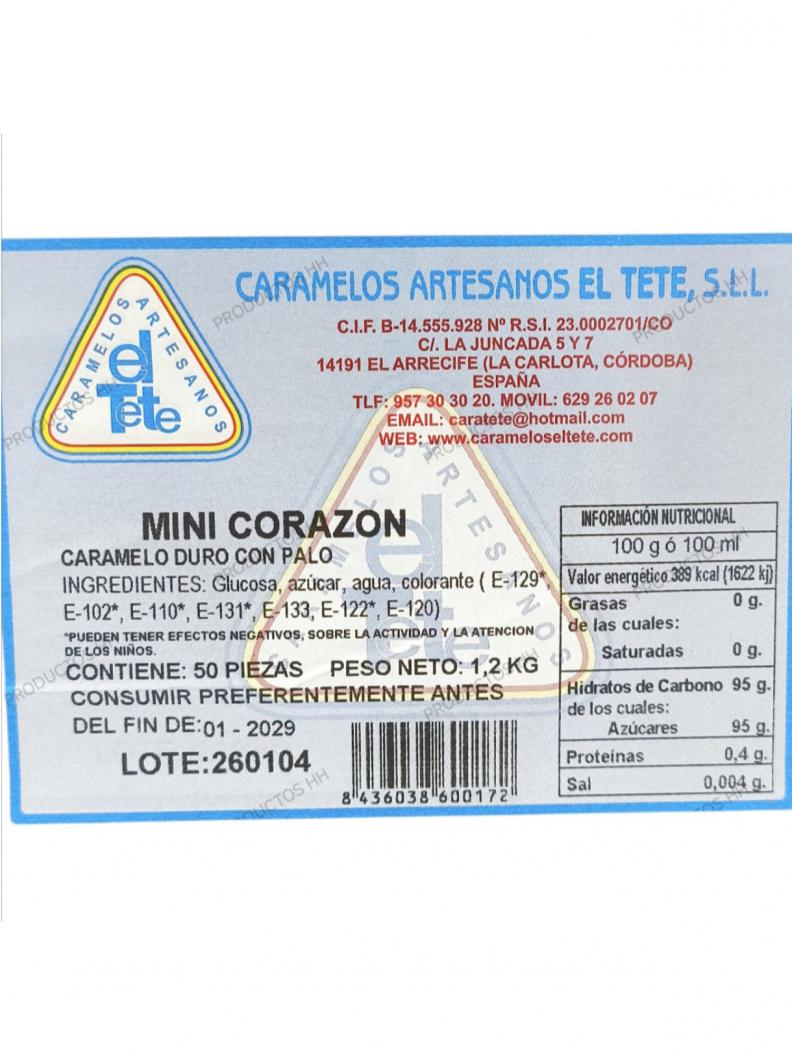 CARAMELOS ARTESANOS EL TETE, S.L.L.
C.I.F. B-14.555.928 Nº R.S.I. 23.0002701/CO
C/. LA JUNCADA 5 Y 7
14191 EL ARRECIFE (LA CARLOTA, CÓRDOBA)
ESPAÑA
TLF: 957 30 30 20. MOVIL: 629 26 02 07
EMAIL: caratete@hotmail.com
WEB: www.carameloseltete.com
CARAMELOS ARTESANOS
el
Tete
MINI CORAZON
CARAMELO DURO CON PALO
INGREDIENTES: Glucosa, azúcar, agua, colorante ( E-129*,
E-102*, E-110*, E-131*, E-133, E-122*, E-120)
*PUEDEN TENER EFECTOS NEGATIVOS, SOBRE LA ACTIVIDAD Y LA ATENCION
DE LOS NIÑOS.
CONTIENE: 50 PIEZAS PESO NETO: 1,2 KG
CONSUMIR PREFERENTEMENTE ANTES
DEL FIN DE: 01 - 2029
LOTE:260104
8 436038 600172
INFORMACIÓN NUTRICIONAL
100 g ó 100 ml
Valor energético 389 kcal (1622 kj)
Grasas 0 g.
de las cuales:
Saturadas 0 g.
Hidratos de Carbono 95 g.
de los cuales:
Azúcares 95 g.
Proteínas 0,4 g.
Sal 0,004 g.
CARAMELOS ARTESANOS
el
Tete
PRODUCTOS HH